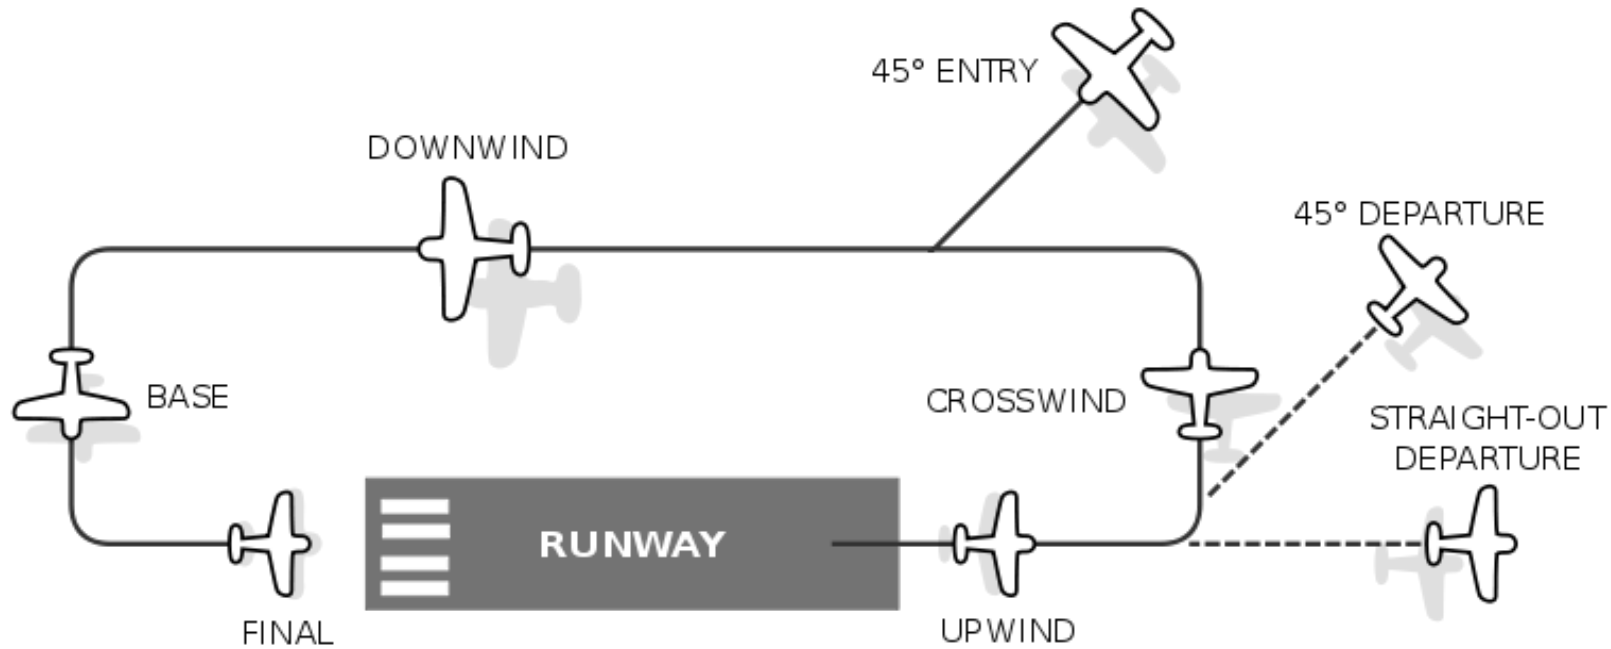 45° ENTRY
DOWNWIND
45° DEPARTURE
BASE
CROSSWIND
STRAIGHT-OUT
DEPARTURE
RUNWAY
FINAL
UPWIND